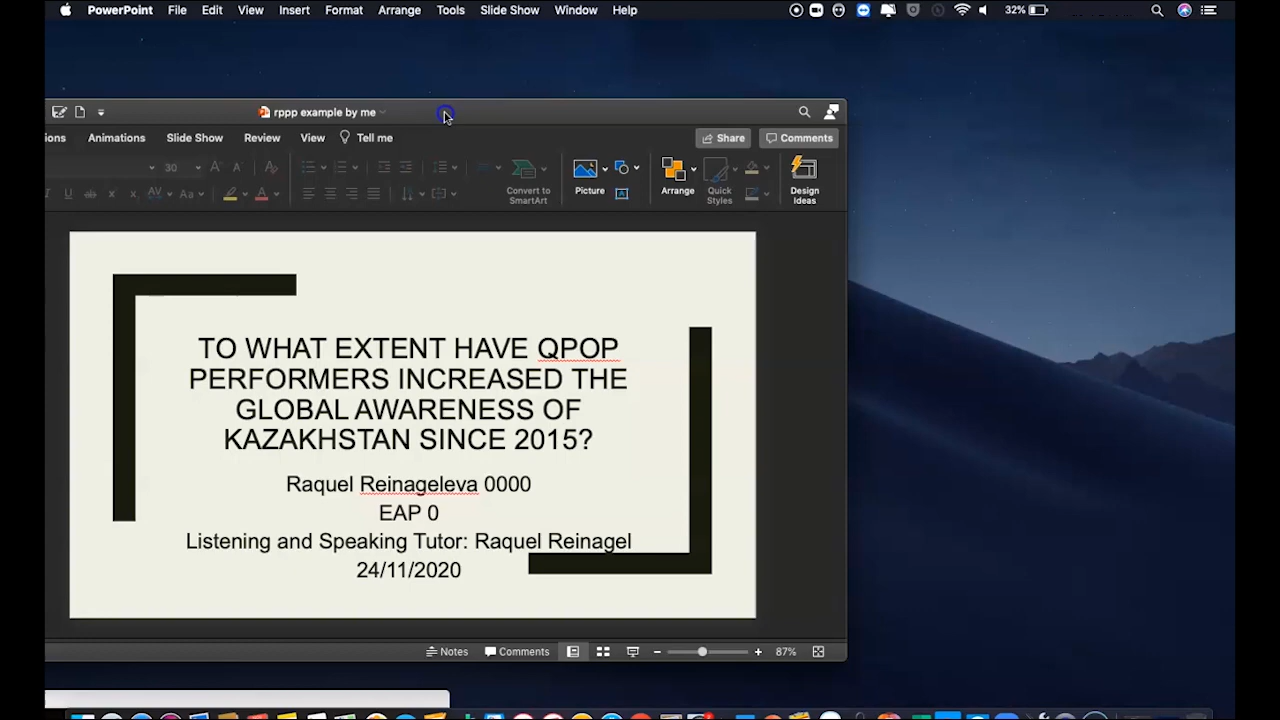 PowerPoint File Edit View Insert Format Arrange Tools Slide Show Window Help 32%
rppp example by me
ions Animations Slide Show Review View Tell me Share Comments
30
Convert to SmartArt
Picture
Arrange
Quick Styles
Design Ideas
TO WHAT EXTENT HAVE QPOP
PERFORMERS INCREASED THE
GLOBAL AWARENESS OF
KAZAKHSTAN SINCE 2015?
Raquel Reinageleva 0000
EAP 0
Listening and Speaking Tutor: Raquel Reinagel
24/11/2020
Notes Comments 87%